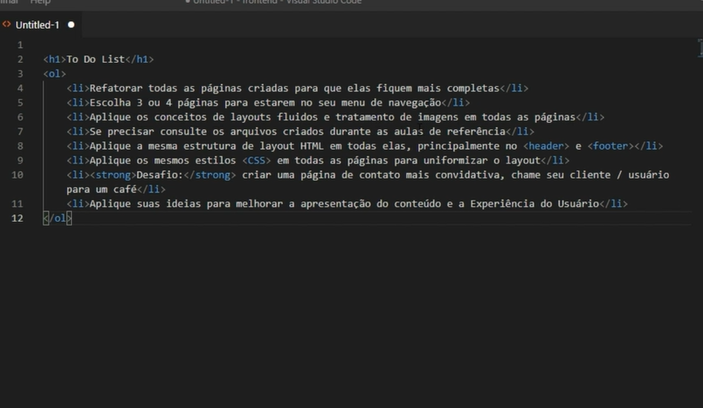 Help
Untitled-1 - frontend - Visual Studio Code
Untitled-1
1
2 <h1>To Do List</h1>
3 <ol>
4 <li>Refatorar todas as páginas criadas para que elas fiquem mais completas</li>
5 <li>Escolha 3 ou 4 páginas para estarem no seu menu de navegação</li>
6 <li>Aplique os conceitos de layouts fluidos e tratamento de imagens em todas as páginas</li>
7 <li>Se precisar consulte os arquivos criados durante as aulas de referência</li>
8 <li>Aplique a mesma estrutura de layout HTML em todas elas, principalmente no <header> e <footer></li>
9 <li>Aplique os mesmos estilos <CSS> em todas as páginas para uniformizar o layout</li>
10 <li><strong>Desafio:</strong> criar uma página de contato mais convidativa, chame seu cliente / usuário
para um café</li>
11 <li>Aplique suas ideias para melhorar a apresentação do conteúdo e a Experiência do Usuário</li>
12 </ol>